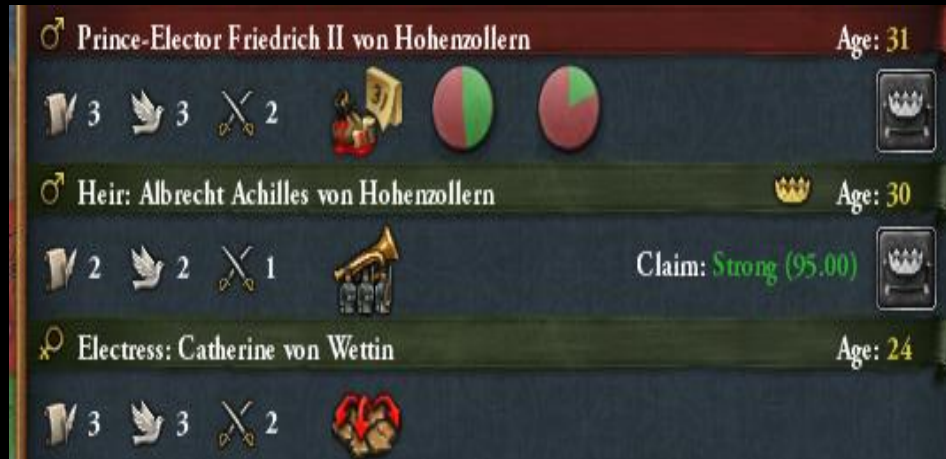 Prince-Elector Friedrich II von Hohenzollern Age: 31
3 3 2
Heir: Albrecht Achilles von Hohenzollern Age: 30
2 2 1 Claim: Strong (95.00)
Electress: Catherine von Wettin Age: 24
3 3 2